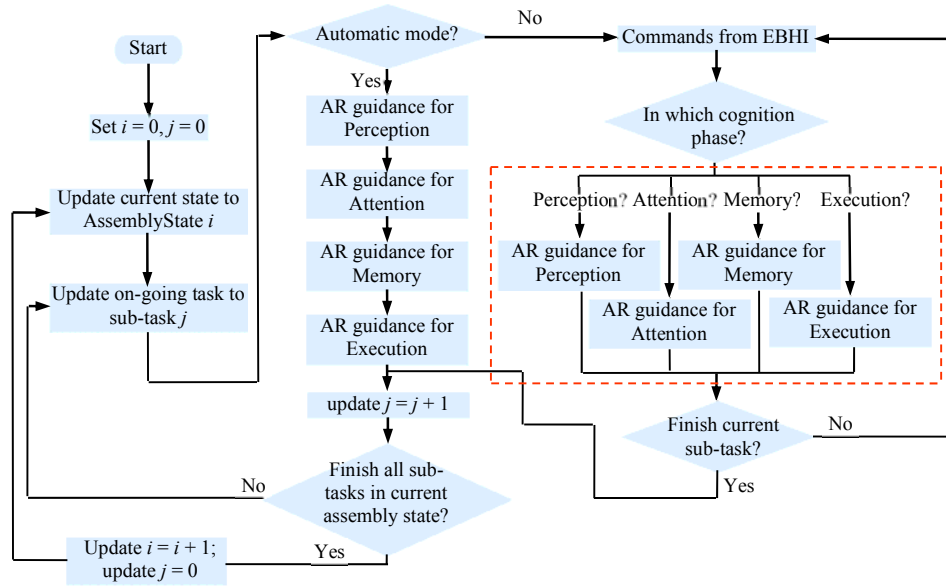 Start
Set i = 0, j = 0
Update current state to
AssemblyState i
Update on-going task to
sub-task j
Automatic mode?
No
Yes
AR guidance for
Perception
AR guidance for
Attention
AR guidance for
Memory
AR guidance for
Execution
update j = j + 1
Finish all sub-
tasks in current
assembly state?
No
Yes
Update i = i + 1;
update j = 0
Commands from EBHI
In which cognition
phase?
Perception? Attention? Memory? Execution?
AR guidance for
Perception
AR guidance for
Attention
AR guidance for
Memory
AR guidance for
Execution
Finish current
sub-task?
No
Yes